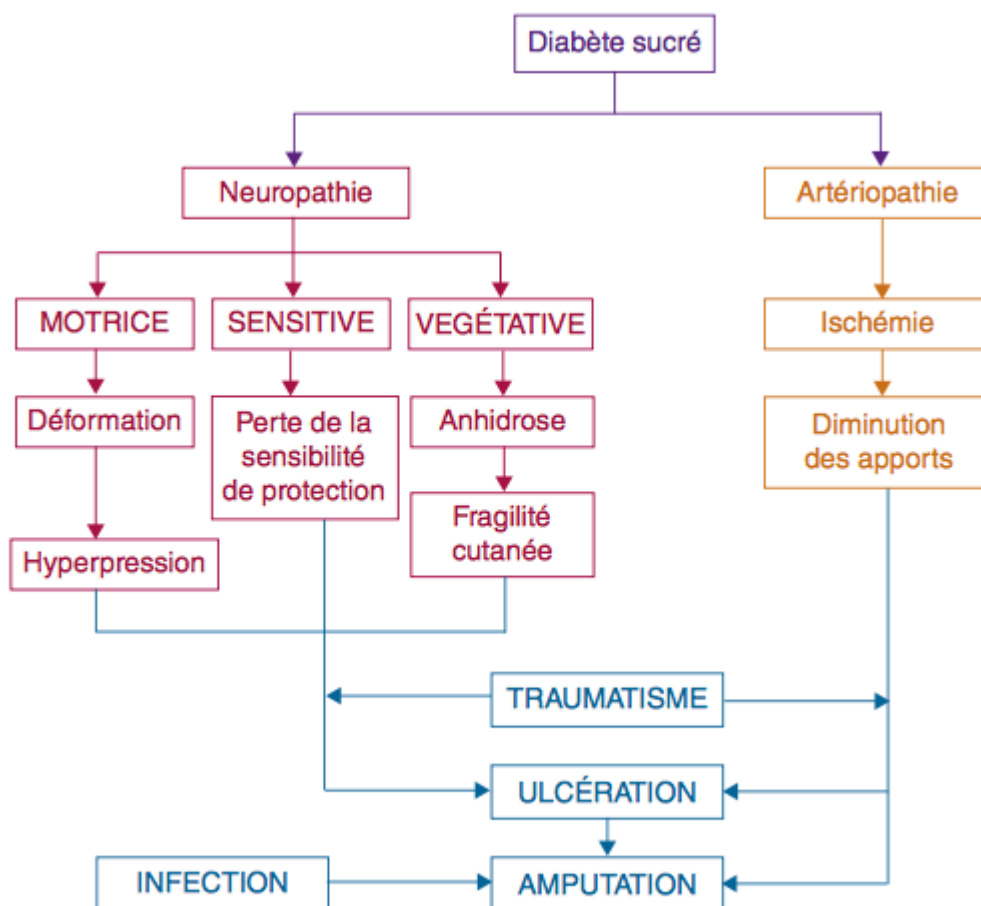 Diabète sucré
Neuropathie
Artériopathie
MOTRICE
SENSITIVE
VEGÉTATIVE
Ischémie
Déformation
Perte de la
sensibilité
de protection
Anhidrose
Diminution
des apports
Fragilité
cutanée
Hyperpression
TRAUMATISME
ULCÉRATION
INFECTION
AMPUTATION